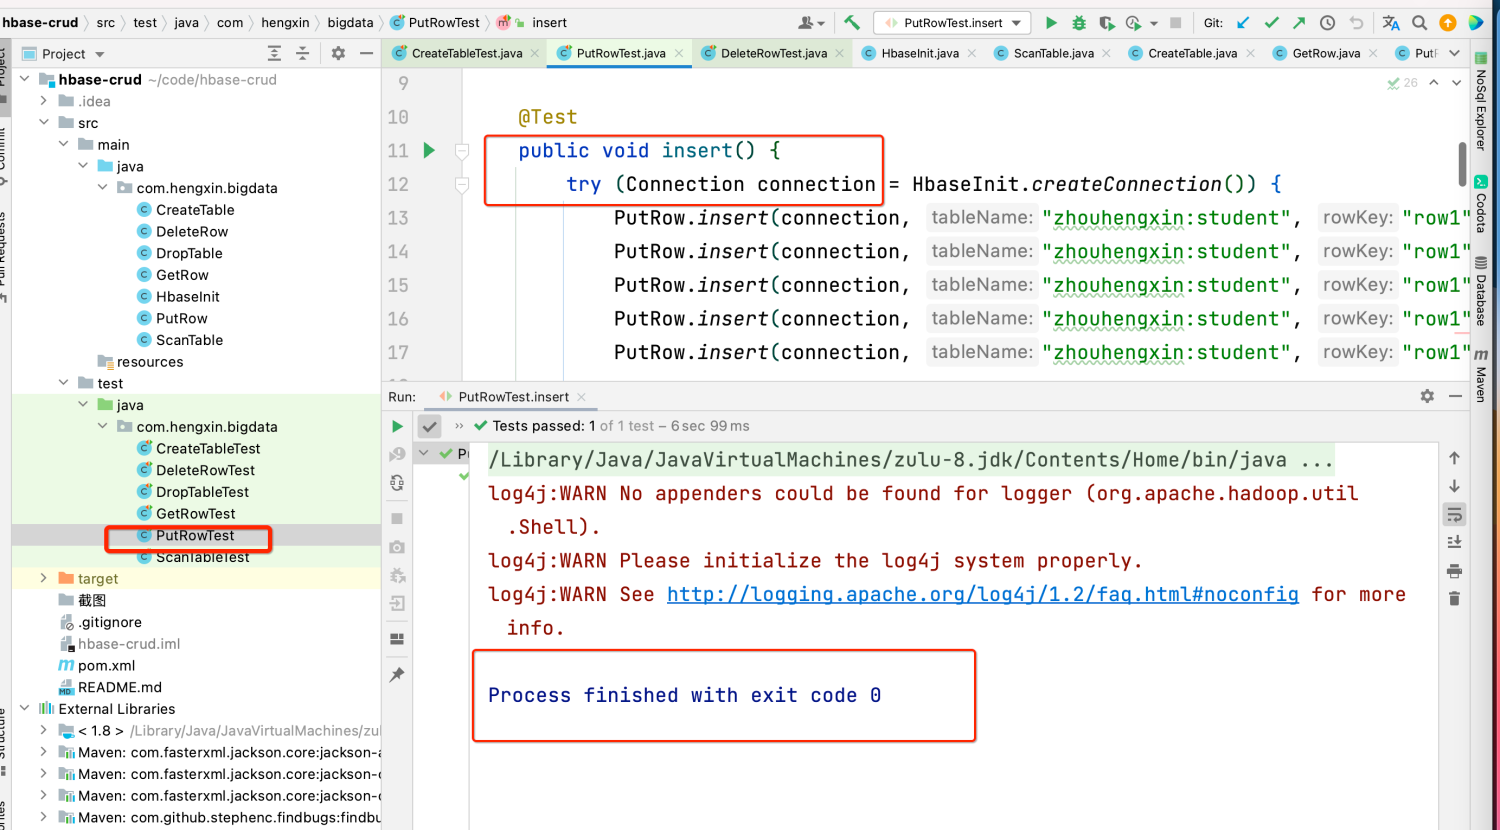 hbase-crud src test java com hengxin bigdata PutRowTest insert PutRowTest.insert Git:
Project CreateTableTest.java PutRowTest.java DeleteRowTest.java HbaseInit.java ScanTable.java CreateTable.java GetRow.java
hbase-crud ~/code/hbase-crud
.idea
src
main
java
com.hengxin.bigdata
CreateTable
DeleteRow
DropTable
GetRow
HbaseInit
PutRow
ScanTable
resources
test
java
com.hengxin.bigdata
CreateTableTest
DeleteRowTest
DropTableTest
GetRowTest
PutRowTest
ScanTableTest
target
截图
.gitignore
hbase-crud.iml
pom.xml
README.md
External Libraries
< 1.8 > /Library/Java/JavaVirtualMachines/zul
Maven: com.fasterxml.jackson.core:jackson-a
Maven: com.fasterxml.jackson.core:jackson-c
Maven: com.fasterxml.jackson.core:jackson-c
Maven: com.github.stephenc.findbugs:findbu
26
9
10 @Test
11 public void insert() {
12 try (Connection connection = HbaseInit.createConnection()) {
13 PutRow.insert(connection, tableName: "zhouhengxin:student", rowKey: "row1"
14 PutRow.insert(connection, tableName: "zhouhengxin:student", rowKey: "row1"
15 PutRow.insert(connection, tableName: "zhouhengxin:student", rowKey: "row1"
16 PutRow.insert(connection, tableName: "zhouhengxin:student", rowKey: "row1"
17 PutRow.insert(connection, tableName: "zhouhengxin:student", rowKey: "row1"
Run: PutRowTest.insert
Tests passed: 1 of 1 test – 6 sec 99 ms
/Library/Java/JavaVirtualMachines/zulu-8.jdk/Contents/Home/bin/java ...
log4j:WARN No appenders could be found for logger (org.apache.hadoop.util
.Shell).
log4j:WARN Please initialize the log4j system properly.
log4j:WARN See http://logging.apache.org/log4j/1.2/faq.html#noconfig for more
info.
Process finished with exit code 0
NoSql Explorer
Codota
Database
Maven